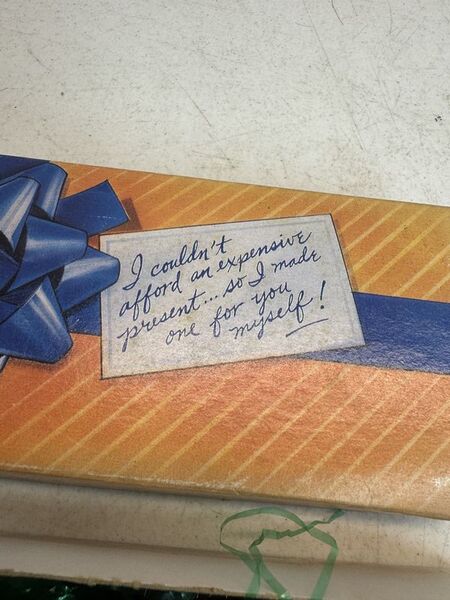 I couldn't
afford an expensive
present... so I made
one for you
myself!